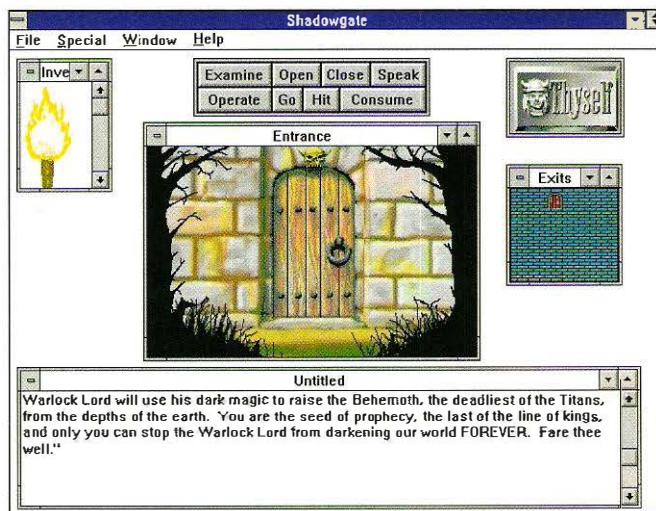 Shadowgate
File Special Window Help
Inve
Examine Open Close Speak
Operate Go Hit Consume
Thyself
Entrance
Exits
Untitled
Warlock Lord will use his dark magic to raise the Behemoth, the deadliest of the Titans,
from the depths of the earth. You are the seed of prophecy, the last of the line of kings,
and only you can stop the Warlock Lord from darkening our world FOREVER. Fare thee
well."